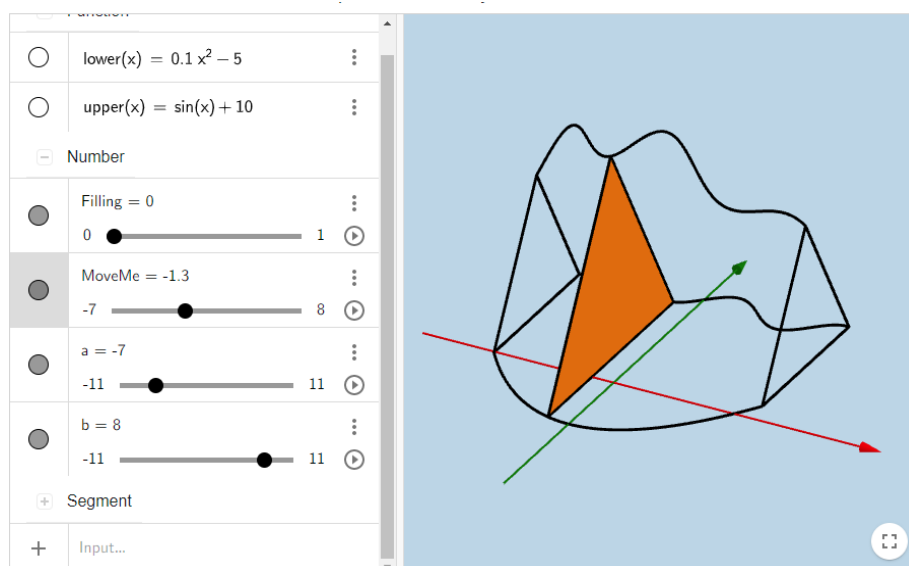 Function
lower(x) = 0.1 x² − 5
upper(x) = sin(x) + 10
Number
Filling = 0
0 1
MoveMe = -1.3
-7 8
a = -7
-11 11
b = 8
-11 11
Segment
Input...